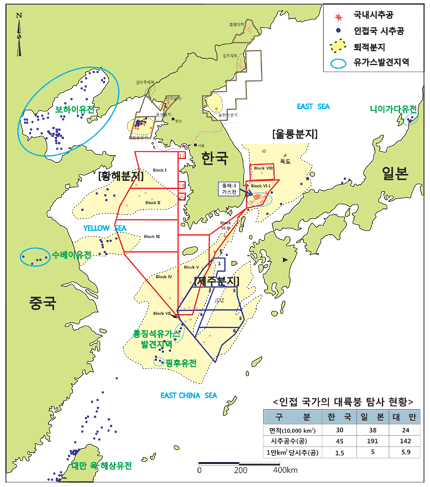 국내시추공
인접국 시추공
퇴적분지
유가스발견지역
N
EAST SEA
보하이유전
[울릉분지]
니이가다유전
독도
한국
일본
[황해분지]
Block I
Block II
Block III
Block VIII
Block VI-I
동해-1
가스전
YELLOW SEA
수베이유전
중국
Block V
Block IV
[제주분지]
JDZ
Block VII
룡징석유가스
발견지역
핑후유전
EAST CHINA SEA
대만 육·해상유전
0 200 400km
<인접 국가의 대륙붕 탐사 현황>
구 분 한 국 일 본 대 만
면적(10,000 km²) 30 38 24
시추공수(공) 45 191 142
1만km² 당시추(공) 1.5 5 5.9